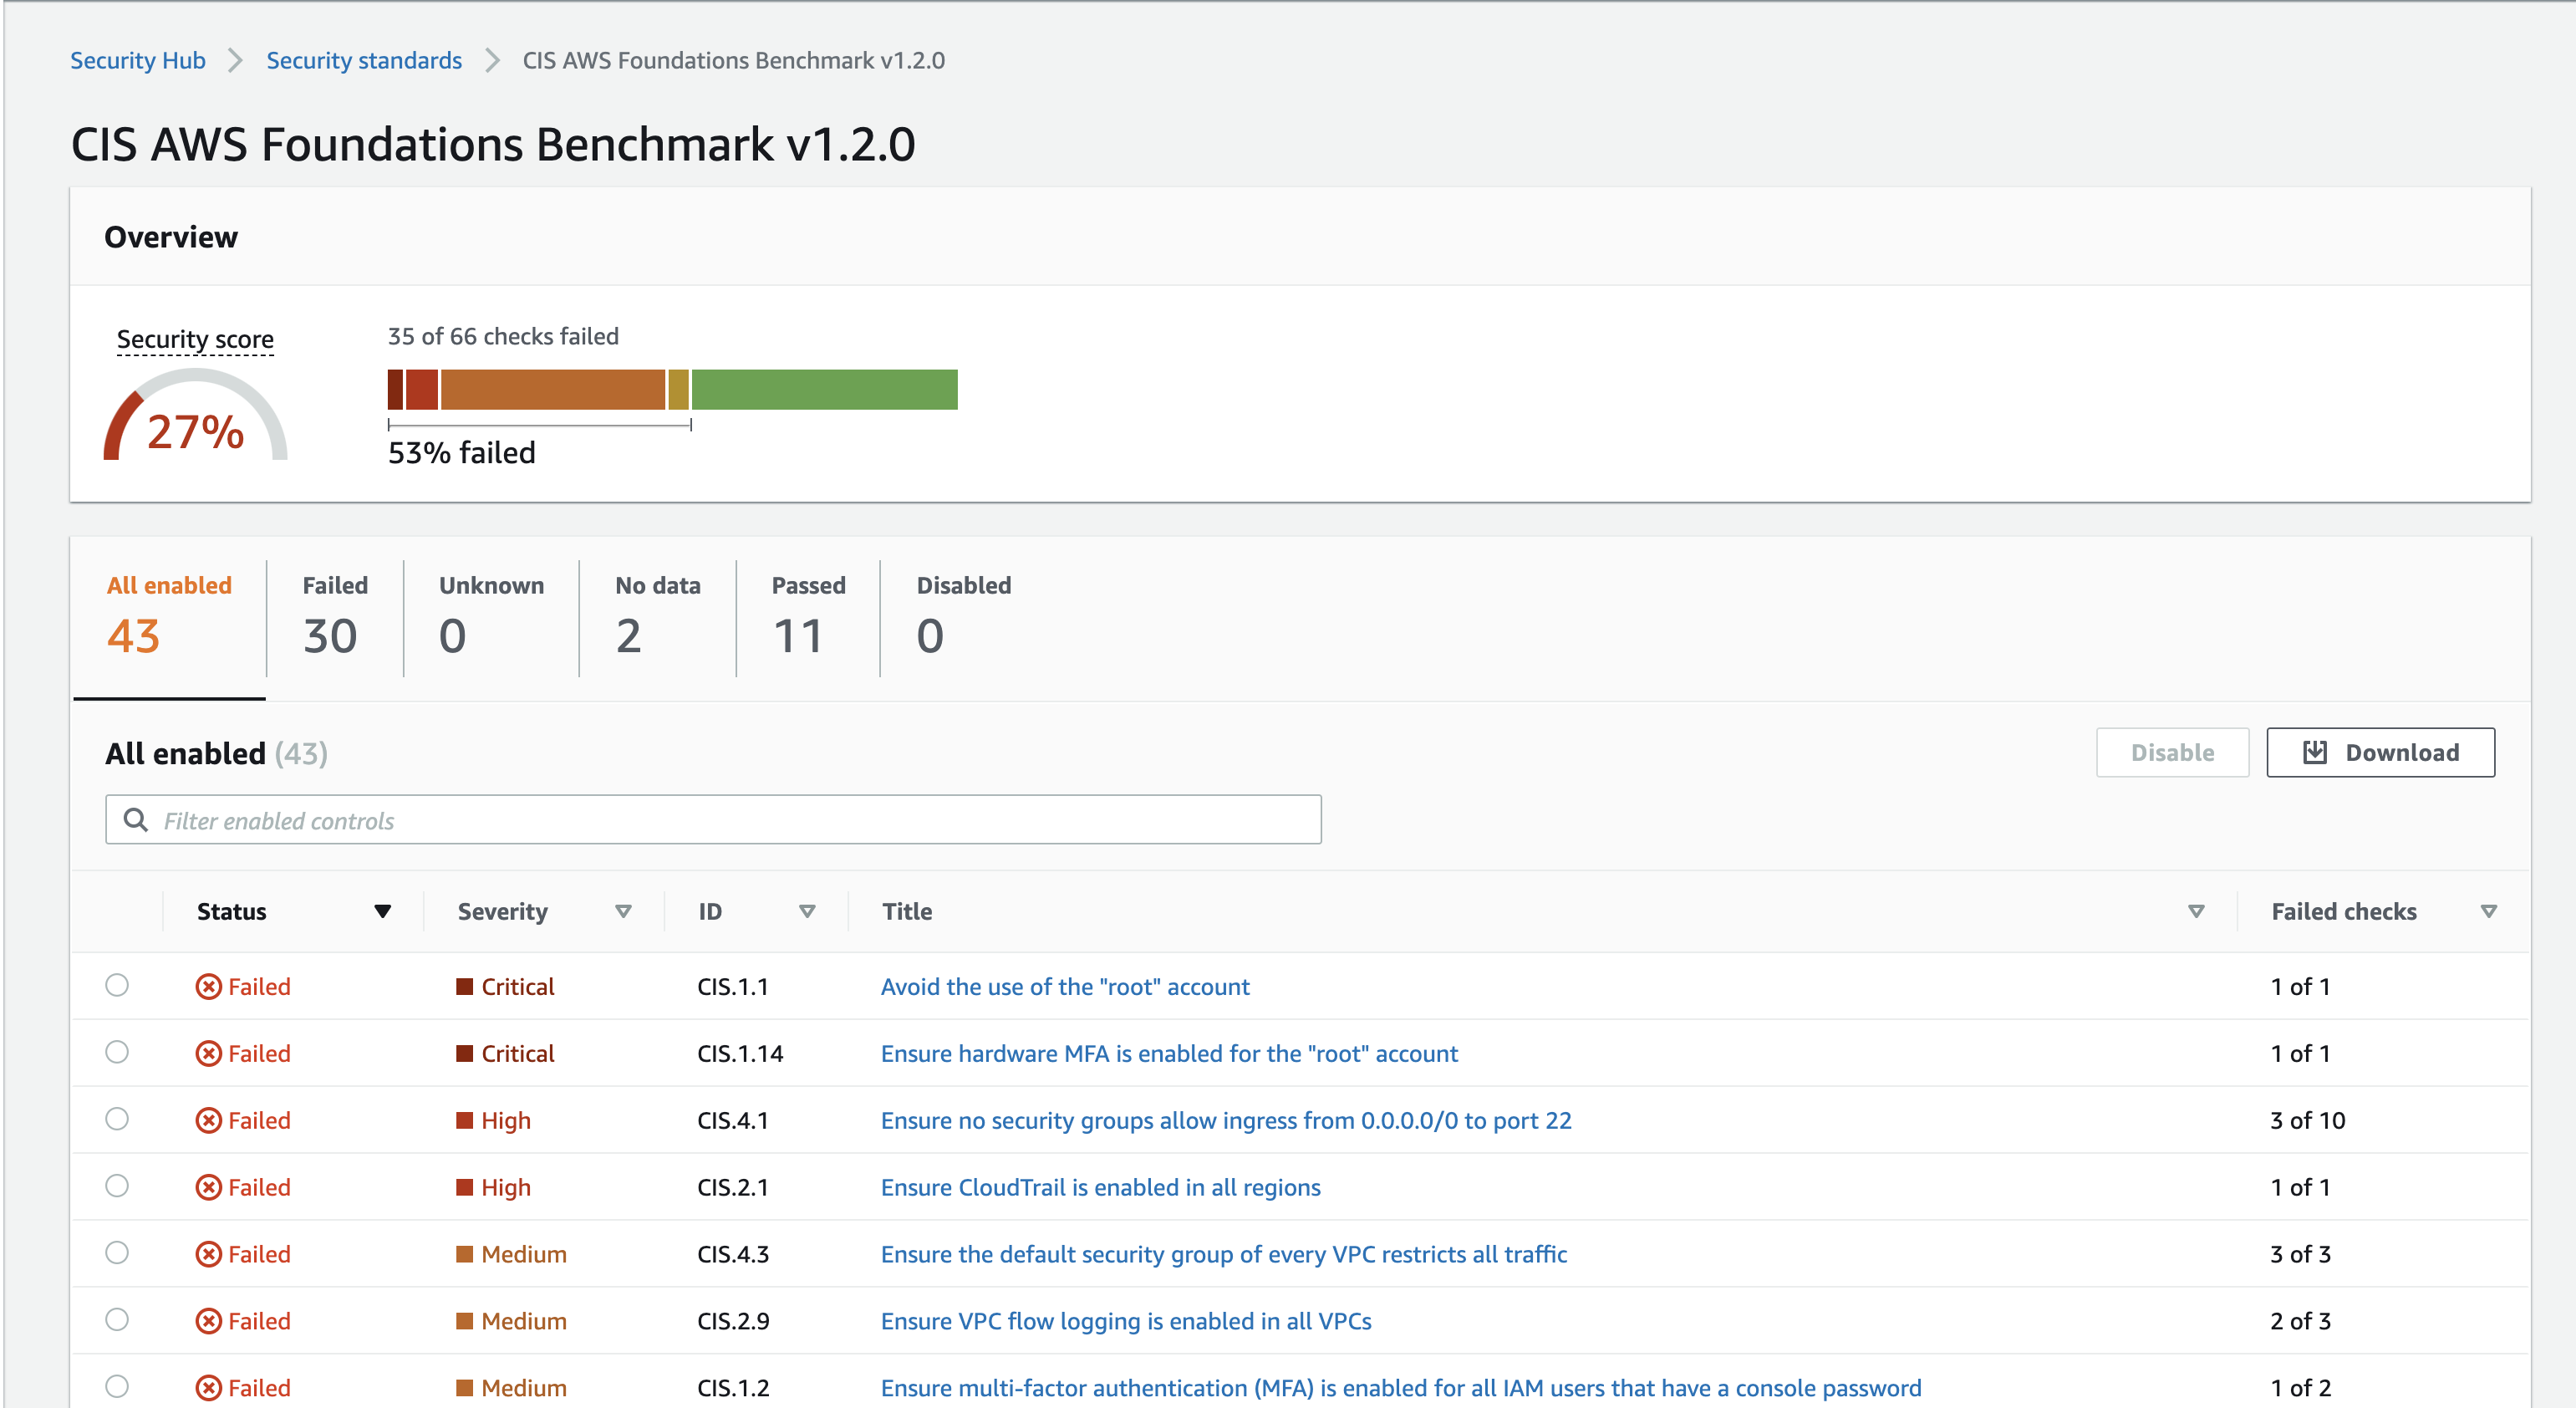 Security Hub > Security standards > CIS AWS Foundations Benchmark v1.2.0
CIS AWS Foundations Benchmark v1.2.0
Overview
Security score
27%
35 of 66 checks failed
53% failed
All enabled Failed Unknown No data Passed Disabled
43 30 0 2 11 0
All enabled (43)
Disable Download
Filter enabled controls
Status Severity ID Title Failed checks
Failed Critical CIS.1.1 Avoid the use of the "root" account 1 of 1
Failed Critical CIS.1.14 Ensure hardware MFA is enabled for the "root" account 1 of 1
Failed High CIS.4.1 Ensure no security groups allow ingress from 0.0.0.0/0 to port 22 3 of 10
Failed High CIS.2.1 Ensure CloudTrail is enabled in all regions 1 of 1
Failed Medium CIS.4.3 Ensure the default security group of every VPC restricts all traffic 3 of 3
Failed Medium CIS.2.9 Ensure VPC flow logging is enabled in all VPCs 2 of 3
Failed Medium CIS.1.2 Ensure multi-factor authentication (MFA) is enabled for all IAM users that have a console password 1 of 2